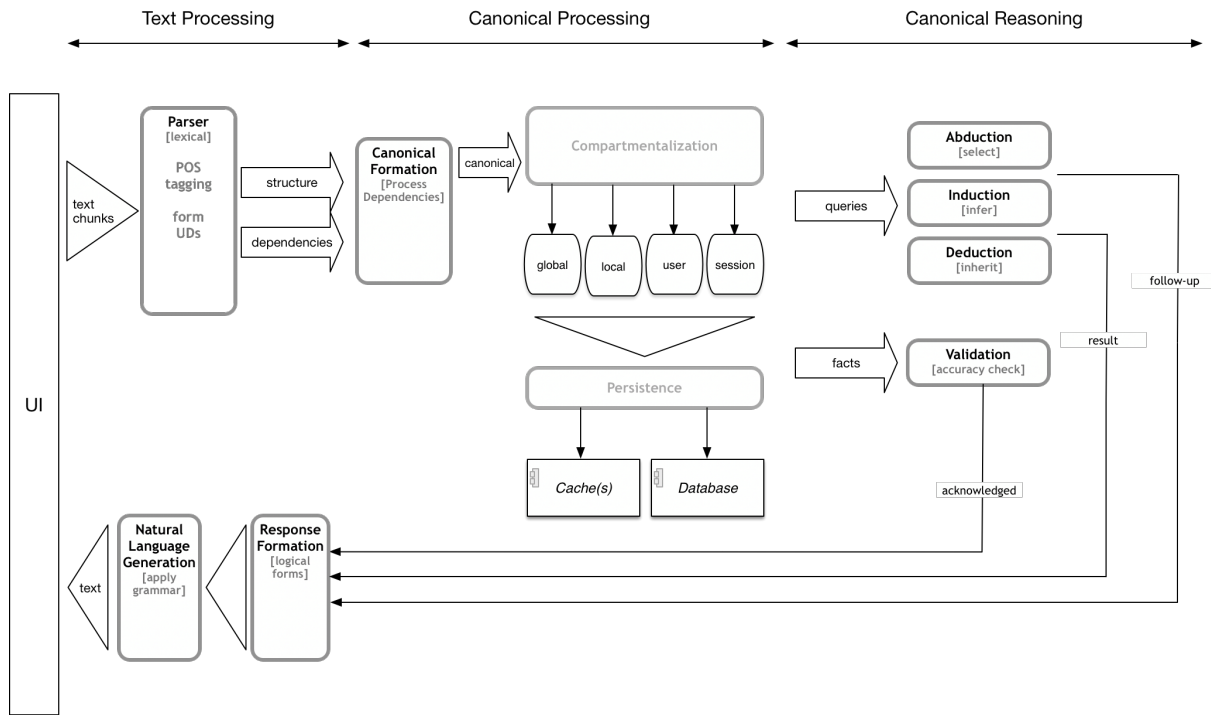 Text Processing
Canonical Processing
Canonical Reasoning
UI
text
chunks
Parser
[lexical]
POS
tagging
form
UDs
structure
dependencies
Canonical
Formation
[Process
Dependencies]
canonical
Compartmentalization
global
local
user
session
Persistence
Cache(s)
Database
queries
facts
Abduction
[select]
Induction
[infer]
Deduction
[inherit]
Validation
[accuracy check]
follow-up
result
acknowledged
Response
Formation
[logical
forms]
Natural
Language
Generation
[apply
grammar]
text